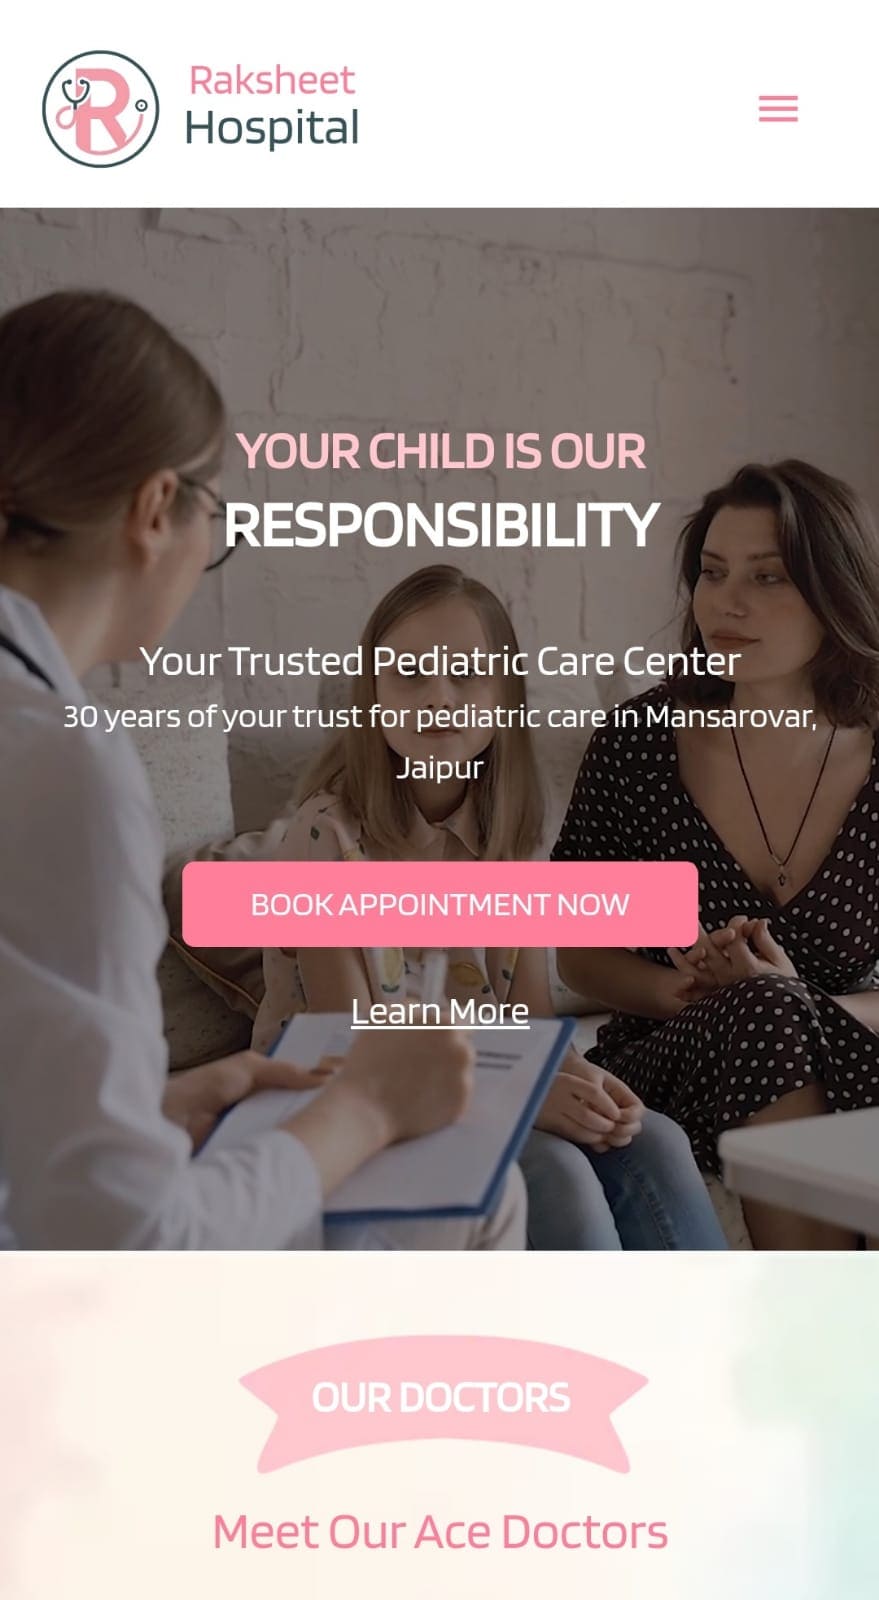 Raksheet
Hospital
YOUR CHILD IS OUR
RESPONSIBILITY
Your Trusted Pediatric Care Center
30 years of your trust for pediatric care in Mansarovar,
Jaipur
BOOK APPOINTMENT NOW
Learn More
OUR DOCTORS
Meet Our Ace Doctors